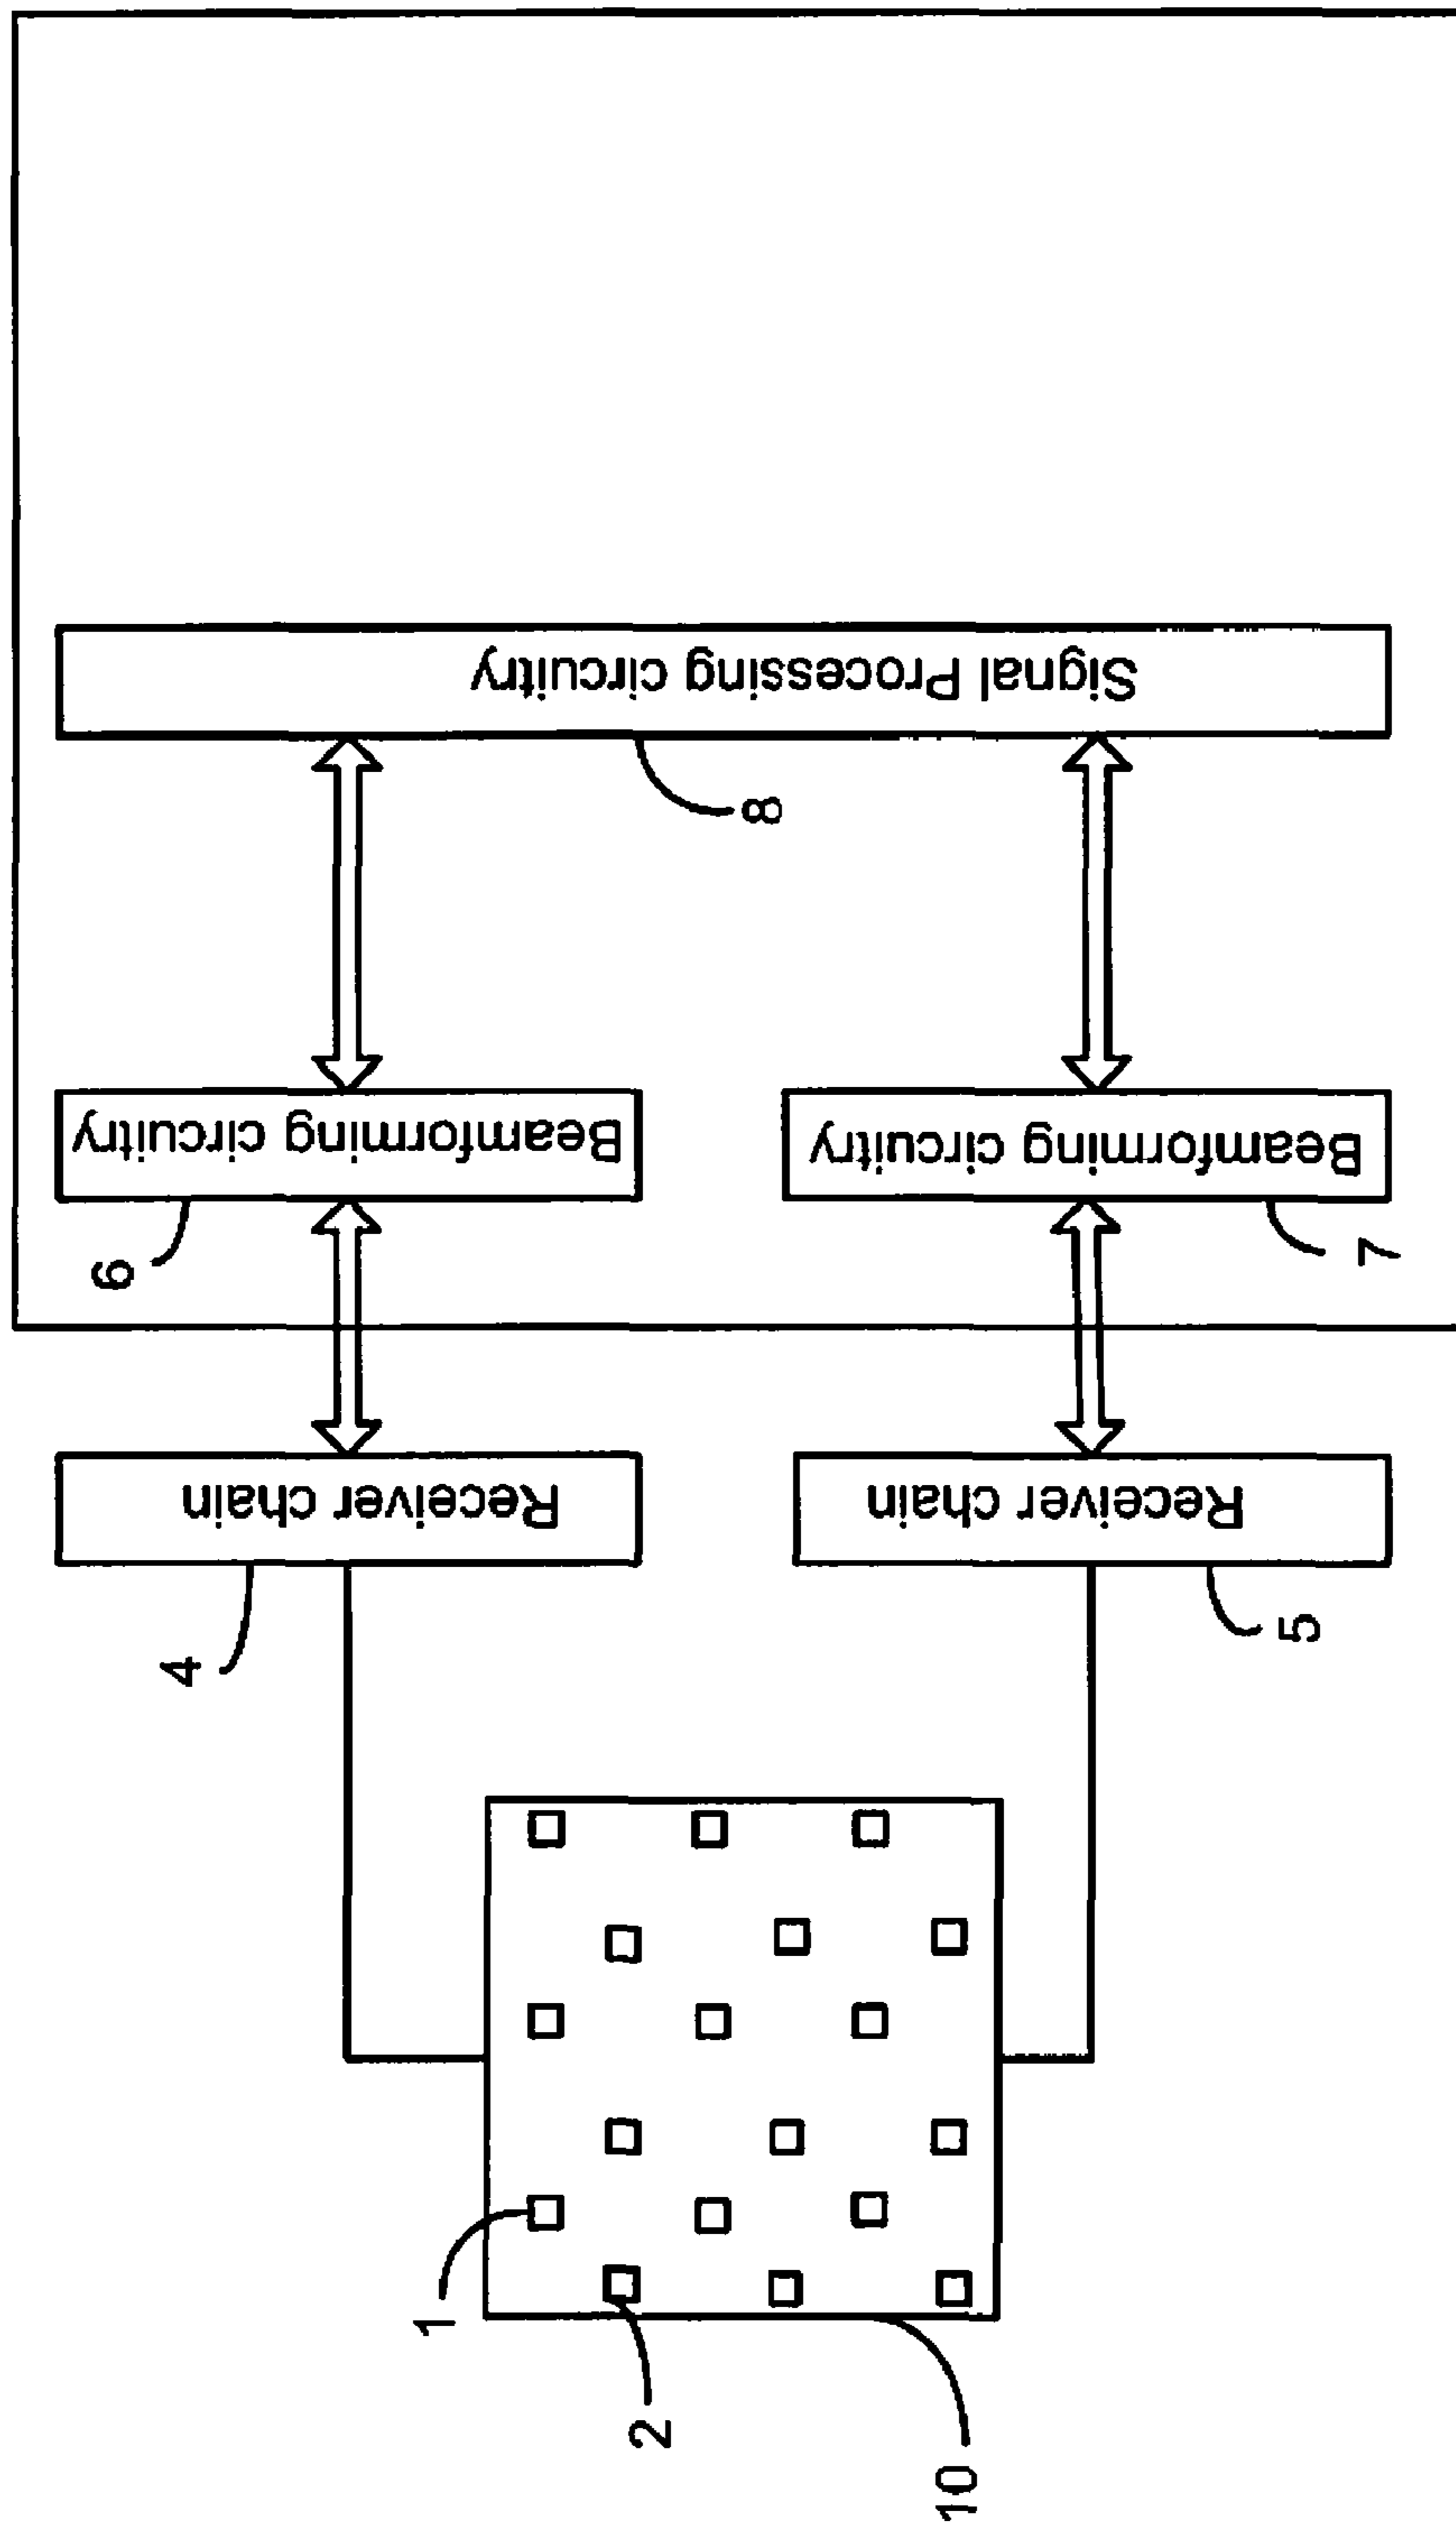 Signal Processing circuitry
8
Beamforming circuitry
Beamforming circuitry
6
7
Receiver chain
Receiver chain
4
5
1
2
10